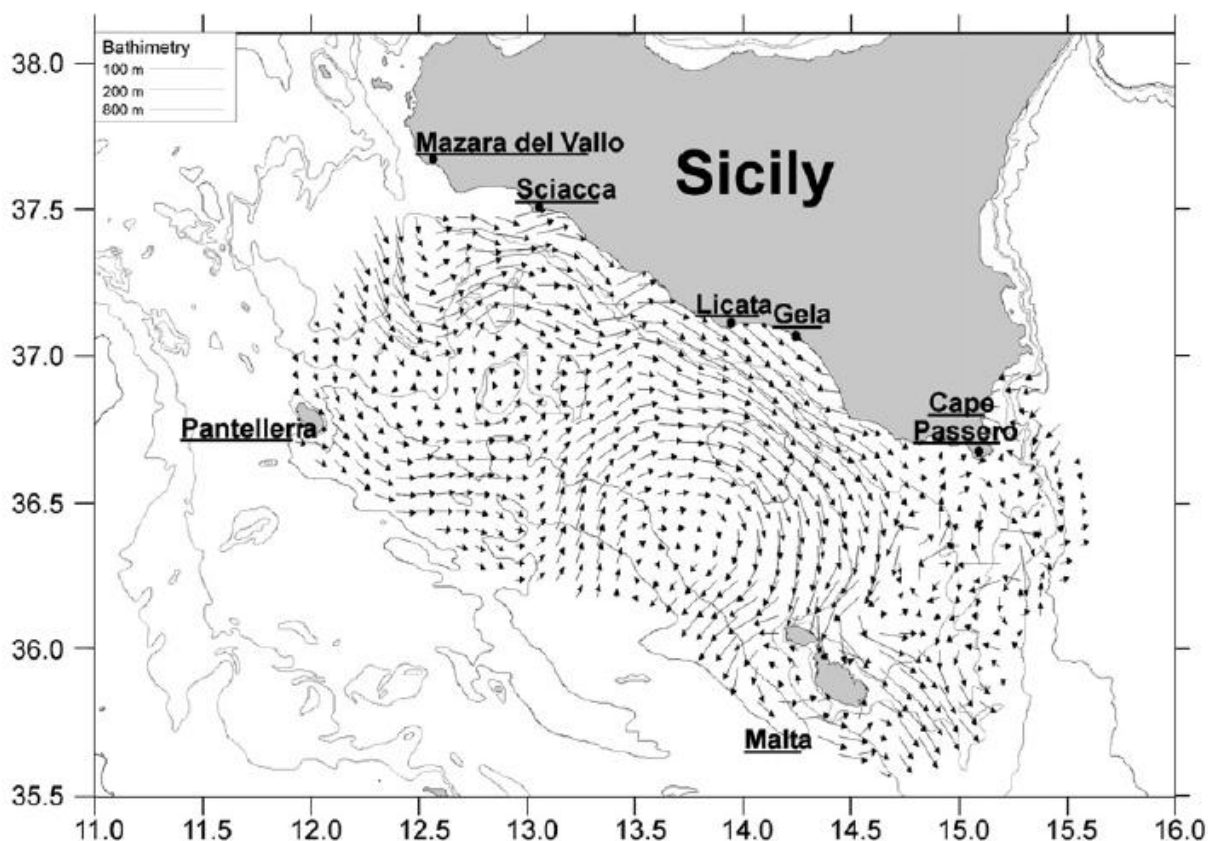 Bathimetry
100 m
200 m
800 m
38.0
37.5
37.0
36.5
36.0
35.5
Mazara del Vallo
Sciacca
Sicily
Licata
Gela
Cape
Passero
Pantelleria
Malta
11.0 11.5 12.0 12.5 13.0 13.5 14.0 14.5 15.0 15.5 16.0